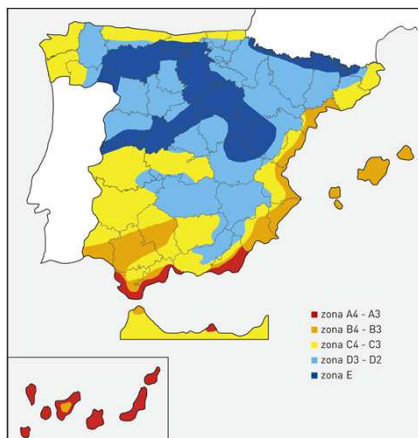 zona A4 - A3
zona B4 - B3
zona C4 - C3
zona D3 - D2
zona E